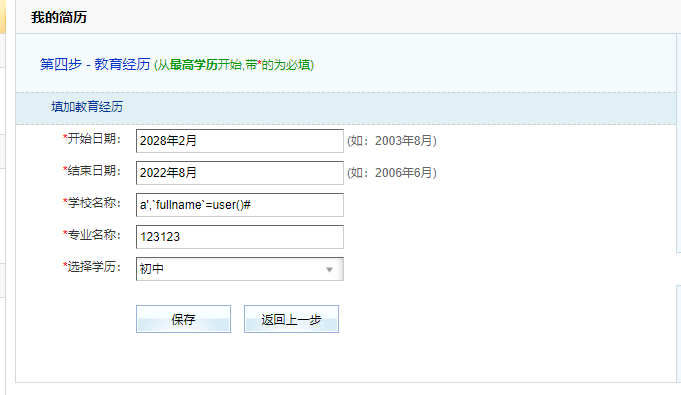 我的简历
第四步 - 教育经历 (从最高学历开始,带*的为必填)
填加教育经历
*开始日期: 2028年2月 (如：2003年8月)
*结束日期: 2022年8月 (如：2006年6月)
*学校名称: a',`fullname`=user()#
*专业名称: 123123
*选择学历: 初中
保存 返回上一步